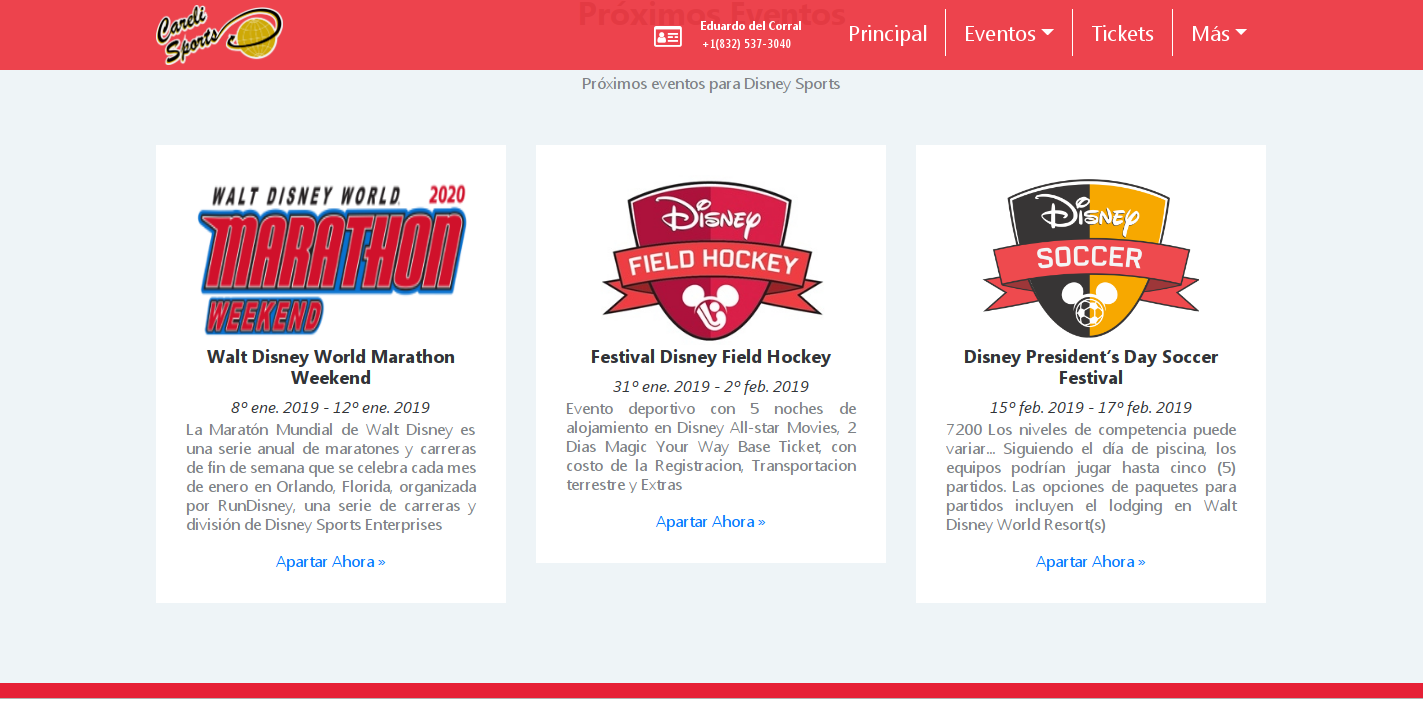 Careli
Sports
Próximos Eventos
Eduardo del Corral
+1(832) 537-3040
Principal
Eventos
Tickets
Más
Próximos eventos para Disney Sports
WALT DISNEY WORLD 2020
MARATHON
WEEKEND
Walt Disney World Marathon
Weekend
8º ene. 2019 - 12º ene. 2019
La Maratón Mundial de Walt Disney es
una serie anual de maratones y carreras
de fin de semana que se celebra cada mes
de enero en Orlando, Florida, organizada
por RunDisney, una serie de carreras y
división de Disney Sports Enterprises
Apartar Ahora »
Disney
FIELD HOCKEY
Festival Disney Field Hockey
31º ene. 2019 - 2º feb. 2019
Evento deportivo con 5 noches de
alojamiento en Disney All-star Movies, 2
Dias Magic Your Way Base Ticket, con
costo de la Registracion, Transportacion
terrestre y Extras
Apartar Ahora »
Disney
SOCCER
Disney President’s Day Soccer
Festival
15º feb. 2019 - 17º feb. 2019
7200 Los niveles de competencia puede
variar... Siguiendo el día de piscina, los
equipos podrían jugar hasta cinco (5)
partidos. Las opciones de paquetes para
partidos incluyen el lodging en Walt
Disney World Resort(s)
Apartar Ahora »